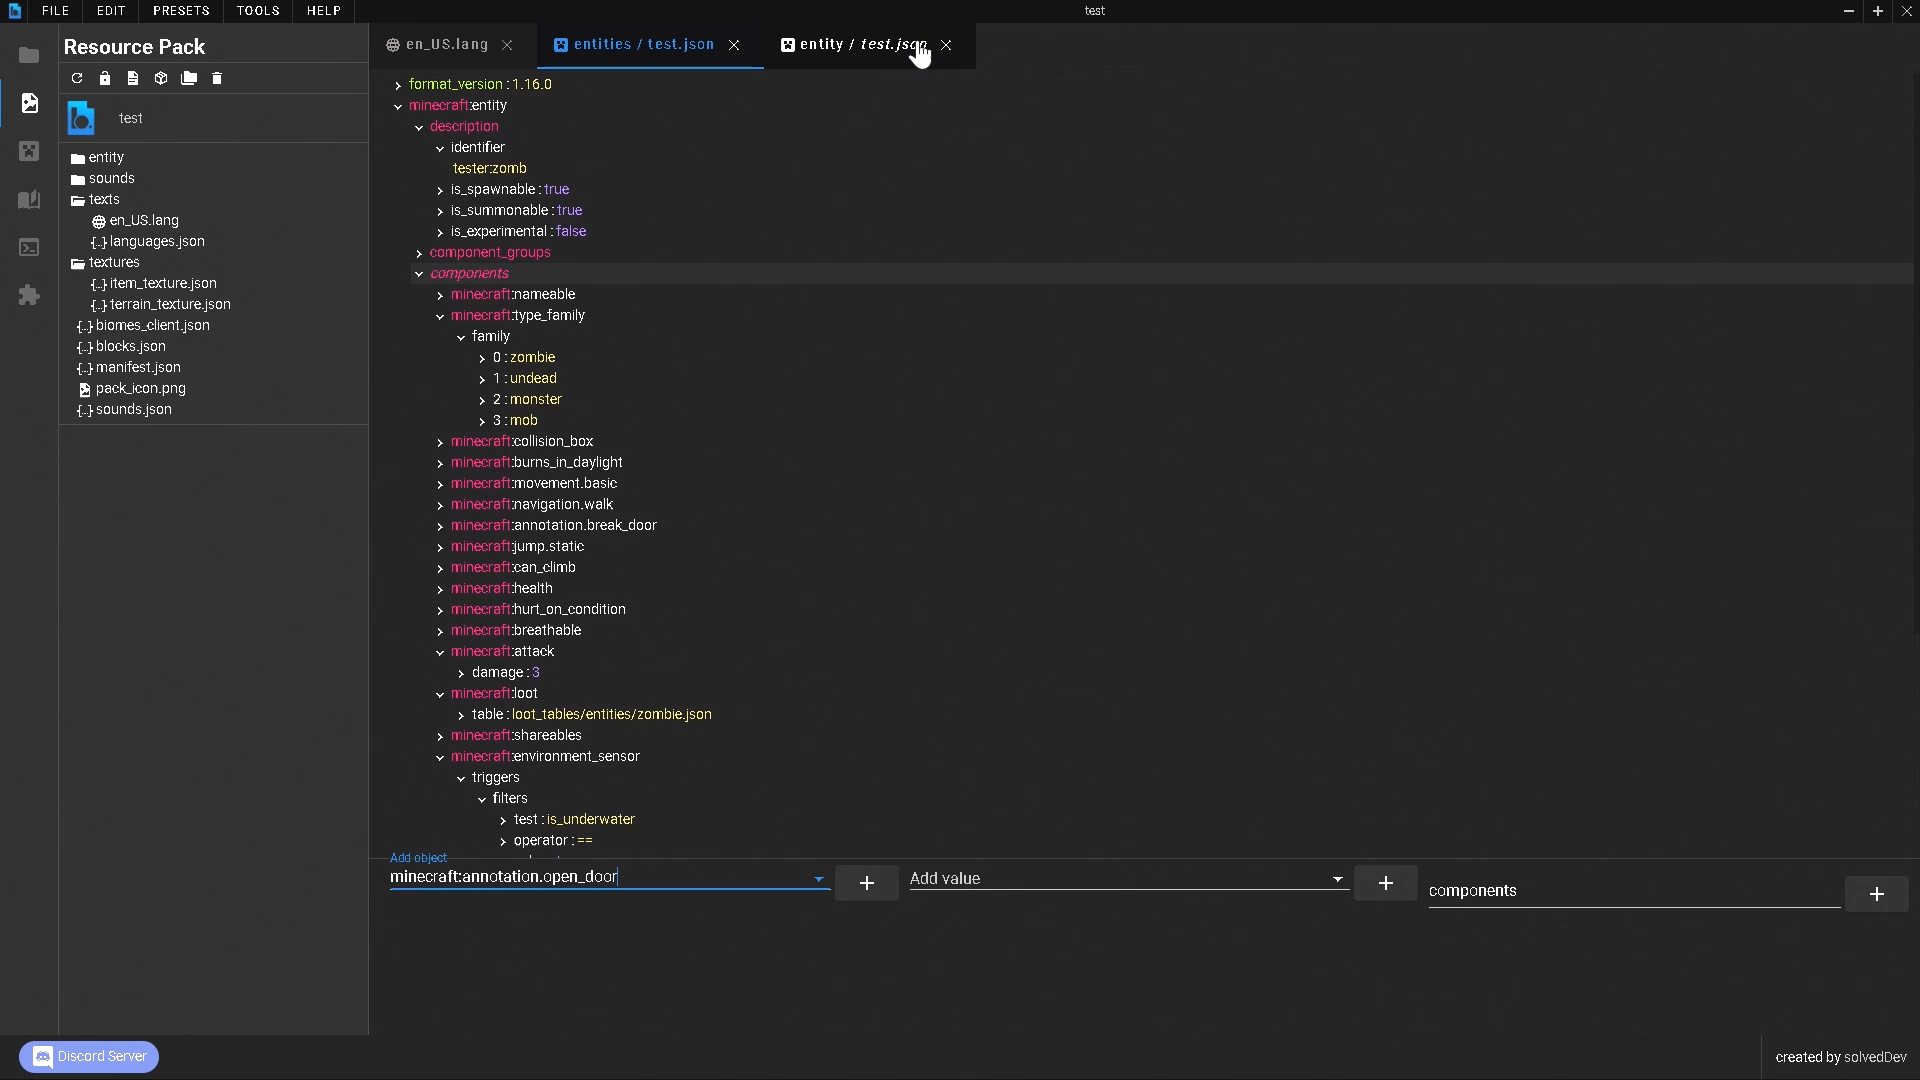 FILE EDIT PRESETS TOOLS HELP test
Resource Pack
test
entity
sounds
texts
en_US.lang
languages.json
textures
item_texture.json
terrain_texture.json
biomes_client.json
blocks.json
manifest.json
pack_icon.png
sounds.json
en_US.lang entities / test.json entity / test.json
format_version : 1.16.0
minecraft:entity
description
identifier
tester:zomb
is_spawnable : true
is_summonable : true
is_experimental : false
component_groups
components
minecraft:nameable
minecraft:type_family
family
0 : zombie
1 : undead
2 : monster
3 : mob
minecraft:collision_box
minecraft:burns_in_daylight
minecraft:movement.basic
minecraft:navigation.walk
minecraft:annotation.break_door
minecraft:jump.static
minecraft:can_climb
minecraft:health
minecraft:hurt_on_condition
minecraft:breathable
minecraft:attack
damage : 3
minecraft:loot
table : loot_tables/entities/zombie.json
minecraft:shareables
minecraft:environment_sensor
triggers
filters
test : is_underwater
operator : ==
Add object
minecraft:annotation.open_door
Add value
components
Discord Server
created by solvedDev